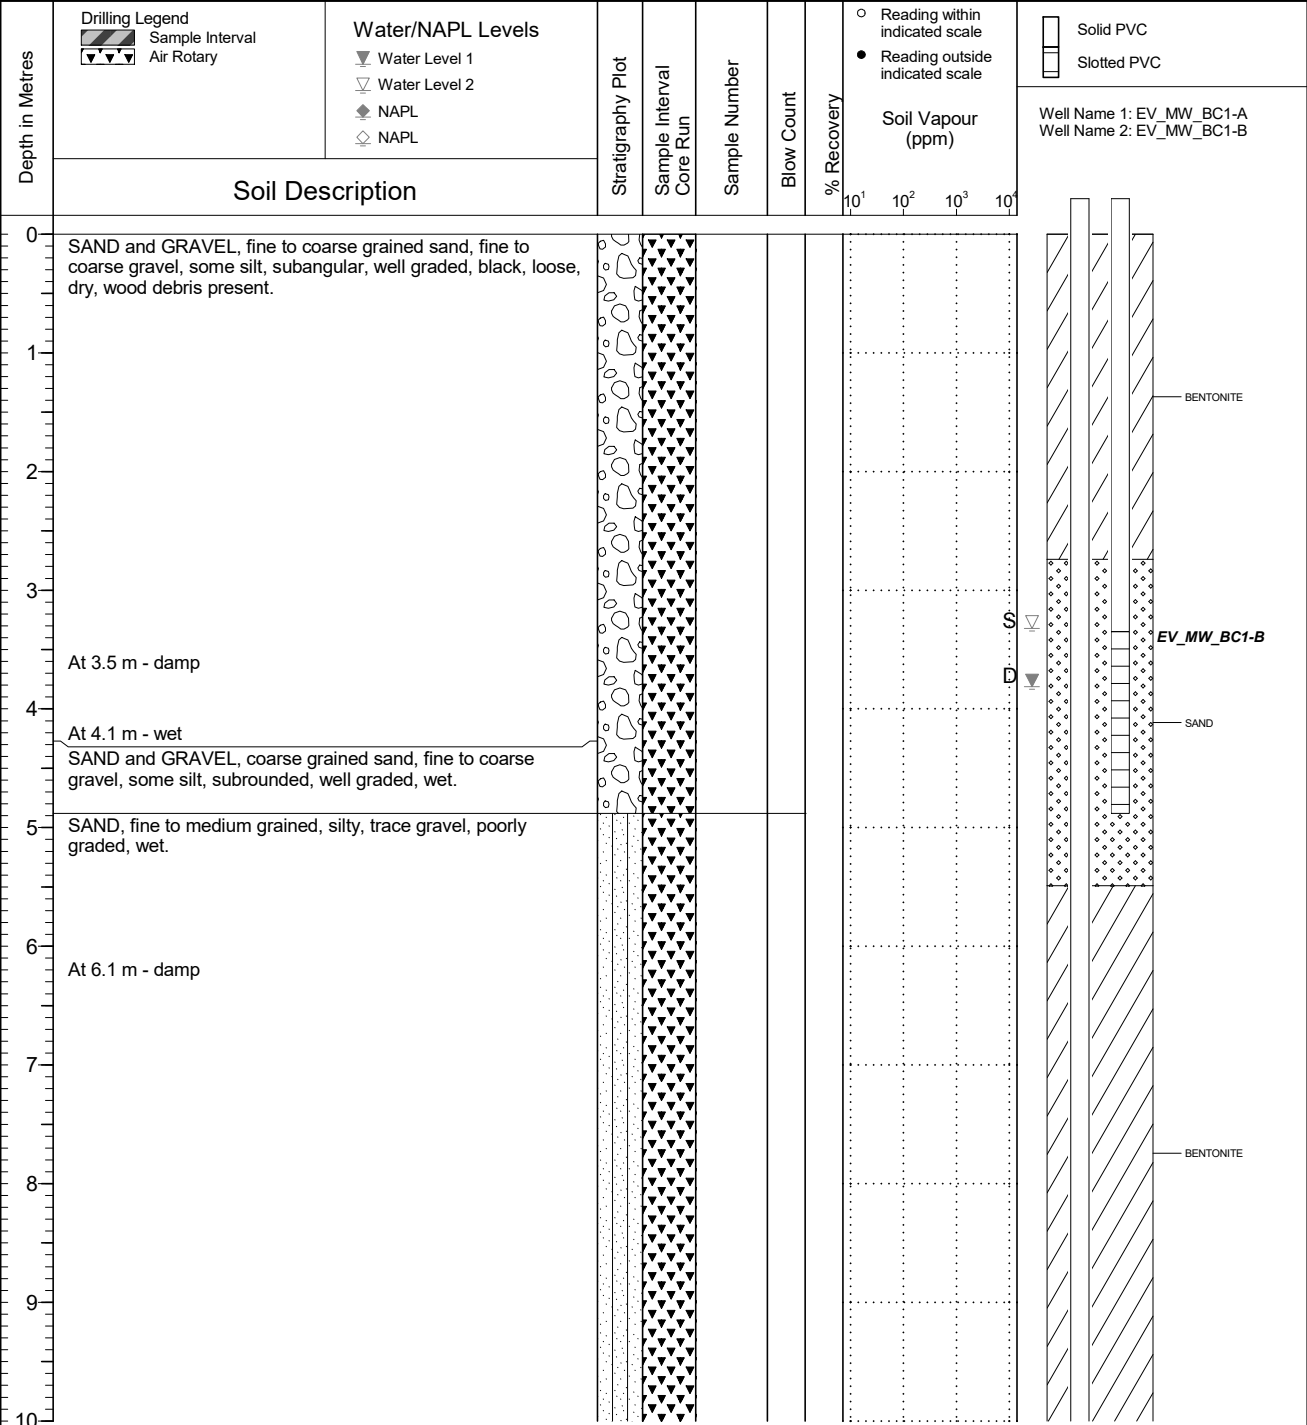 Drilling Legend
Sample Interval
Air Rotary
Water/NAPL Levels
Water Level 1
Water Level 2
NAPL
NAPL
Depth in Metres
Soil Description
Stratigraphy Plot
Sample Interval
Core Run
Sample Number
Blow Count
% Recovery
Reading within
indicated scale
Reading outside
indicated scale
Soil Vapour
(ppm)
10¹ 10² 10³ 10⁴
Solid PVC
Slotted PVC
Well Name 1: EV_MW_BC1-A
Well Name 2: EV_MW_BC1-B
0
SAND and GRAVEL, fine to coarse grained sand, fine to
coarse gravel, some silt, subangular, well graded, black, loose,
dry, wood debris present.
1
BENTONITE
2
3
S
EV_MW_BC1-B
At 3.5 m - damp
D
4
SAND
At 4.1 m - wet
SAND and GRAVEL, coarse grained sand, fine to coarse
gravel, some silt, subrounded, well graded, wet.
5
SAND, fine to medium grained, silty, trace gravel, poorly
graded, wet.
6
At 6.1 m - damp
7
BENTONITE
8
9
10